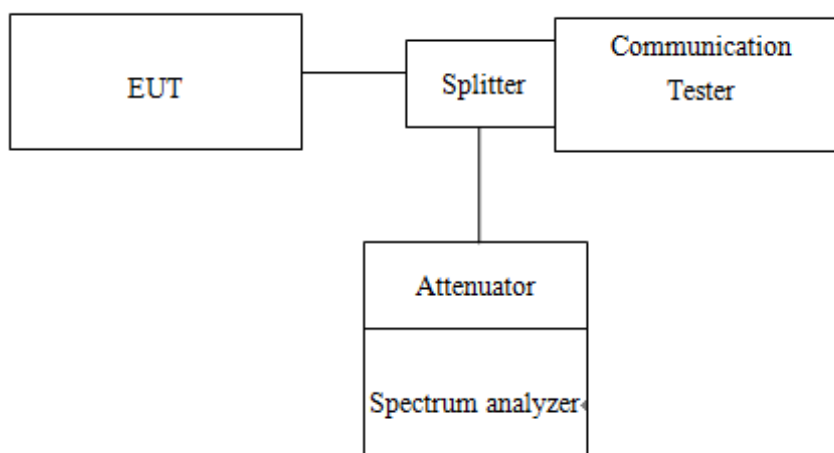 EUT
Splitter
Communication
Tester
Attenuator
Spectrum analyzer